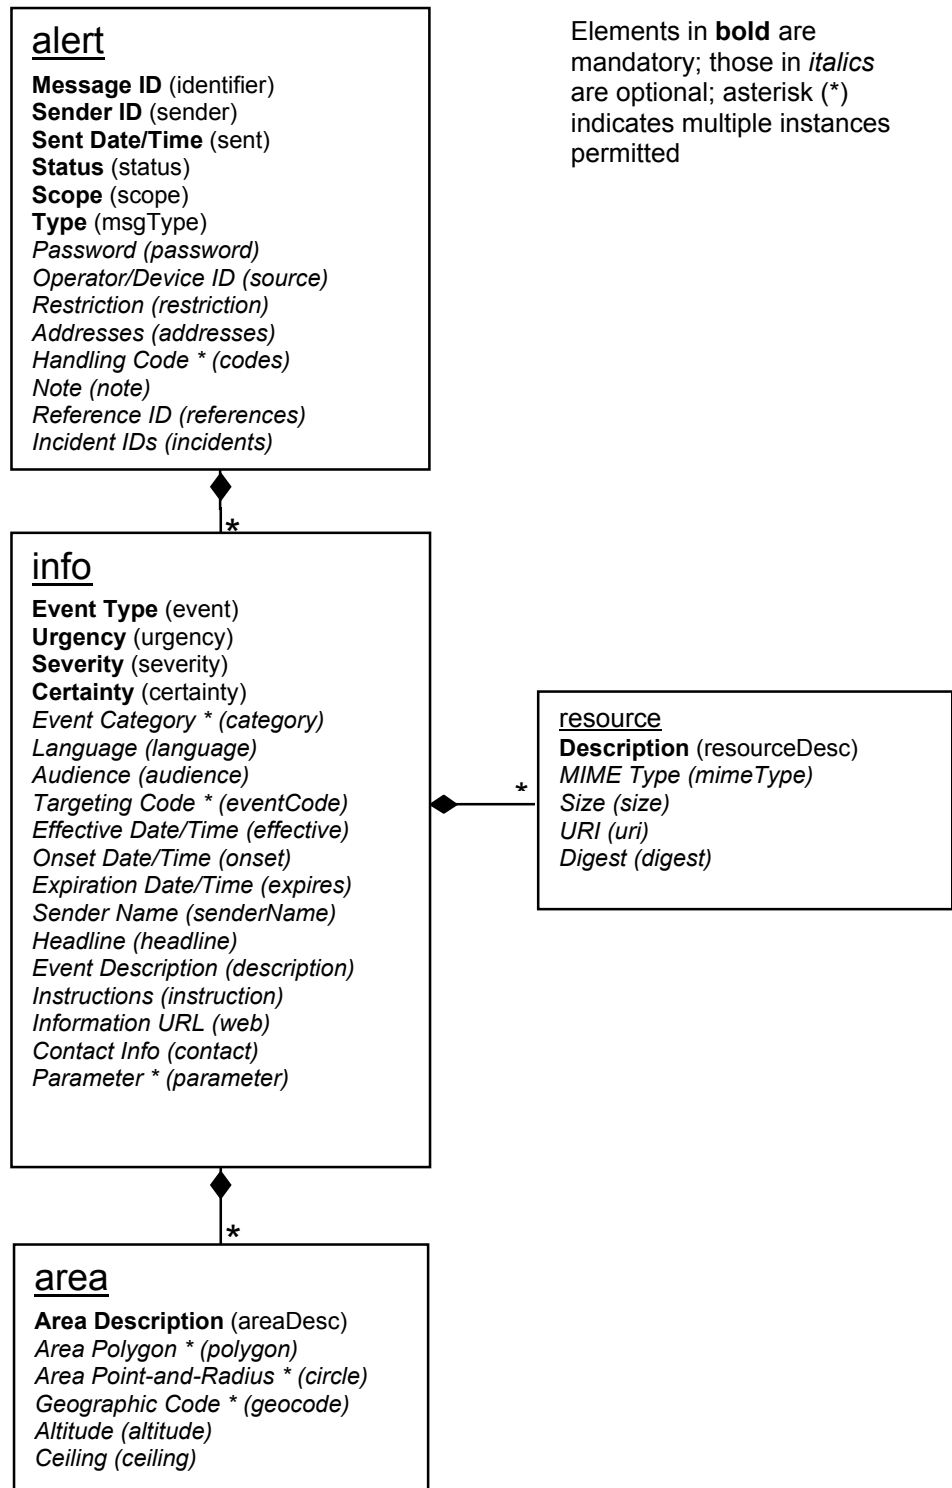 alert
Message ID (identifier)
Sender ID (sender)
Sent Date/Time (sent)
Status (status)
Scope (scope)
Type (msgType)
Password (password)
Operator/Device ID (source)
Restriction (restriction)
Addresses (addresses)
Handling Code * (codes)
Note (note)
Reference ID (references)
Incident IDs (incidents)
Elements in bold are
mandatory; those in italics
are optional; asterisk (*)
indicates multiple instances
permitted
*
info
Event Type (event)
Urgency (urgency)
Severity (severity)
Certainty (certainty)
Event Category * (category)
Language (language)
Audience (audience)
Targeting Code * (eventCode)
Effective Date/Time (effective)
Onset Date/Time (onset)
Expiration Date/Time (expires)
Sender Name (senderName)
Headline (headline)
Event Description (description)
Instructions (instruction)
Information URL (web)
Contact Info (contact)
Parameter * (parameter)
*
resource
Description (resourceDesc)
MIME Type (mimeType)
Size (size)
URI (uri)
Digest (digest)
*
area
Area Description (areaDesc)
Area Polygon * (polygon)
Area Point-and-Radius * (circle)
Geographic Code * (geocode)
Altitude (altitude)
Ceiling (ceiling)